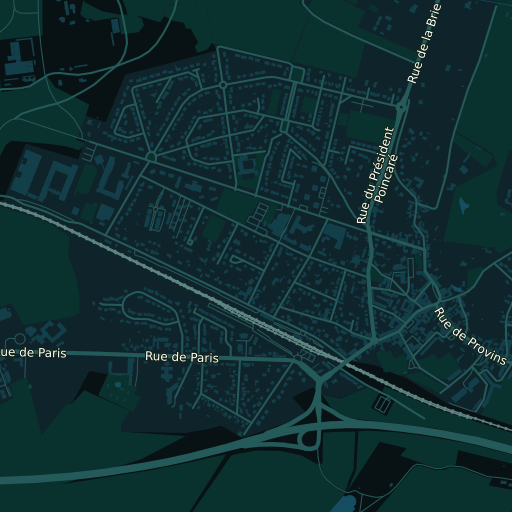 Rue de la Brie
Rue du Président
Poincaré
Rue de Provins
ue de Paris
Rue de Paris